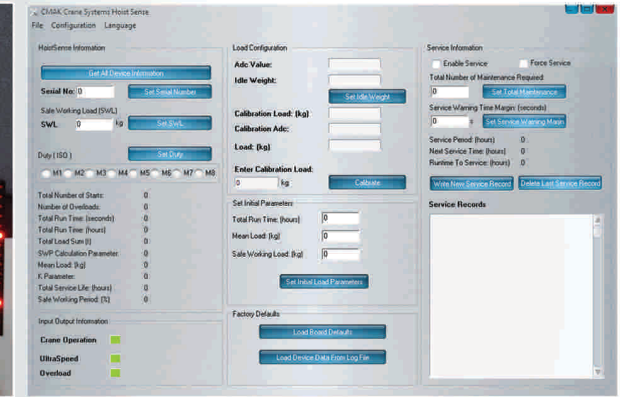 CMAK Crane Systems Hoist Sense
File Configuration Language
HoistSense Information
Get All Device Information
Serial No: 0 Set Serial Number
Safe Working Load (SWL)
SWL 0 kg Set SWL
Duty ( ISO ) Set Duty
M1 M2 M3 M4 M5 M6 M7 M8
Total Number of Starts: 0
Number of Overloads: 0
Total Run Time: (seconds) 0
Total Run Time: (hours) 0
Total Load Sum (t) 0
SWP Calculation Parameter: 0
Mean Load: (kg) 0
K Parameter: 0
Total Service Life: (hours) 0
Safe Working Period: (%) 0
Input Output Information
Crane Operation
UltraSpeed
Overload
Load Configuration
Adc Value:
Idle Weight:
Set Idle Weight
Calibration Load: (kg)
Calibration Adc:
Load: (kg)
Enter Calibration Load:
0 kg Calibrate
Set Initial Parameters
Total Run Time: (hours) 0
Mean Load: (kg) 0
Safe Working Load: (kg) 0
Set Initial Load Parameters
Factory Defaults
Load Board Defaults
Load Device Data From Log File
Service Information
Enable Service Force Service
Total Number of Maintenance Required
0 Set Total Maintenance
Service Warning Time Margin: (seconds)
0 s Set Service Warning Margin
Service Period: (hours) 0
Next Service Time: (hours) 0
Runtime To Service: (hours) 0
Write New Service Record Delete Last Service Record
Service Records